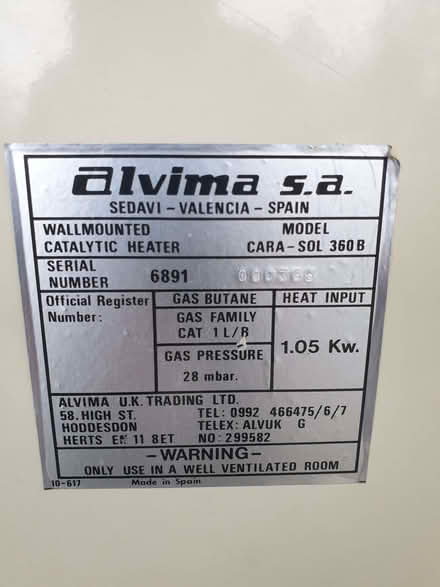 alvima s.a.
SEDAVI - VALENCIA - SPAIN
WALLMOUNTED CATALYTIC HEATER
MODEL CARA-SOL 360B
SERIAL NUMBER 6891
Official Register Number:
GAS BUTANE
GAS FAMILY
CAT 1 L/R
GAS PRESSURE
28 mbar.
HEAT INPUT
1.05 Kw.
ALVIMA U.K. TRADING LTD.
58. HIGH ST. TEL: 0992 466475/6/7
HODDESDON TELEX: ALVUK G
HERTS 11 8ET NO: 299582
- WARNING -
ONLY USE IN A WELL VENTILATED ROOM
10-617 Made in Spain